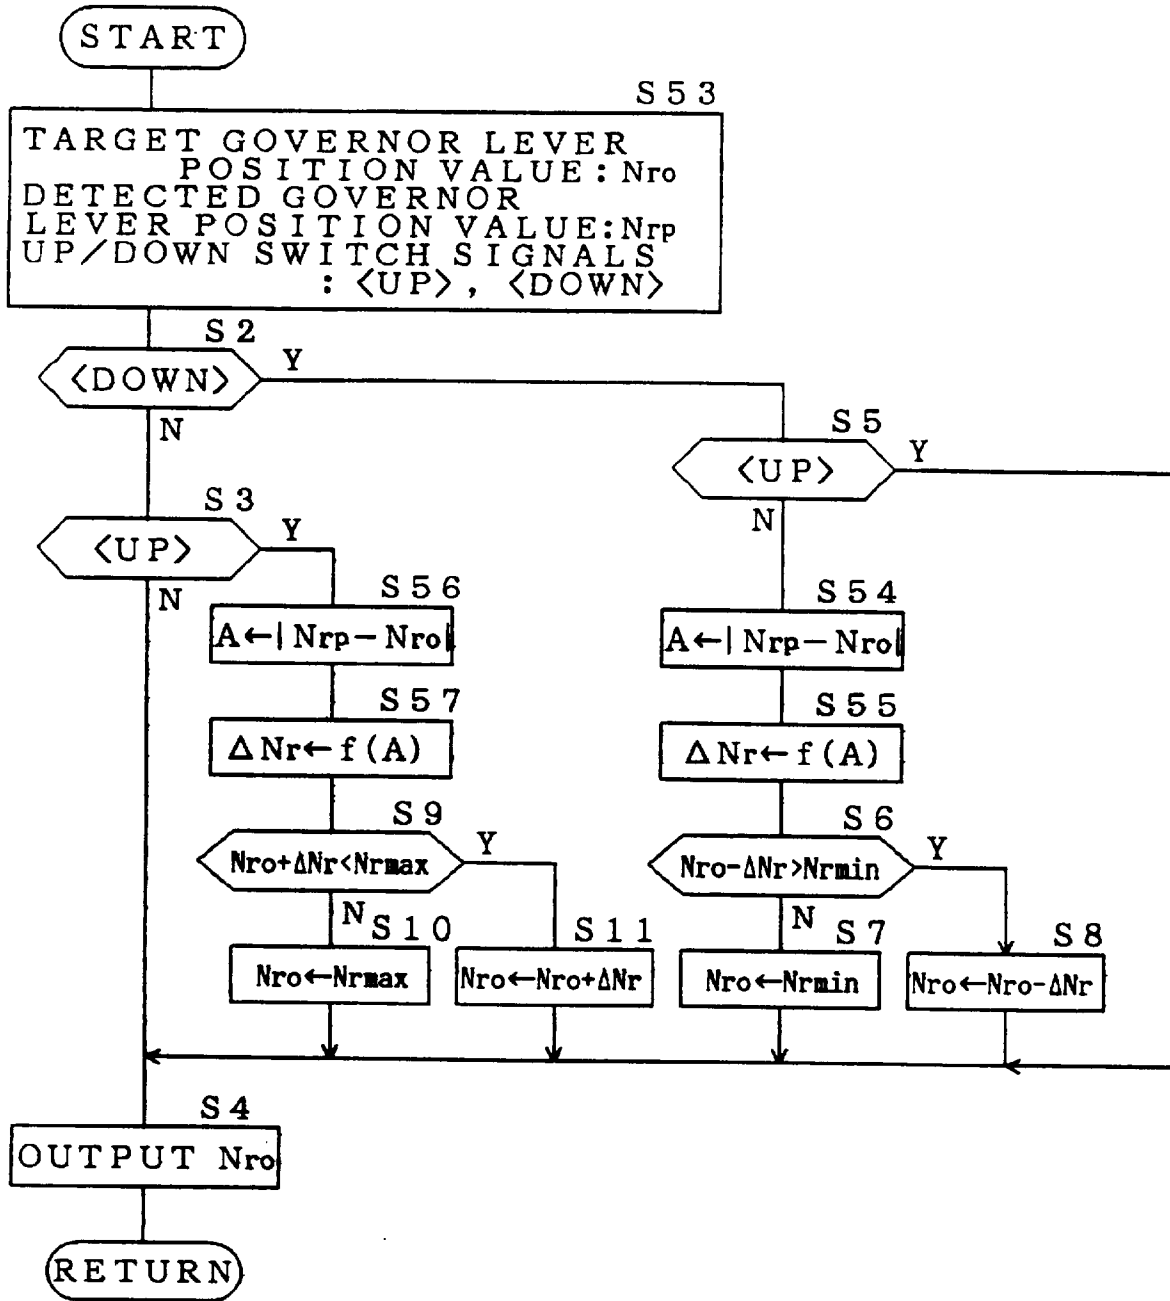 START
S53
TARGET GOVERNOR LEVER
POSITION VALUE : Nro
DETECTED GOVERNOR
LEVER POSITION VALUE:Nrp
UP/DOWN SWITCH SIGNALS
: <UP>, <DOWN>
S2
<DOWN>
Y
N
S5
<UP>
Y
N
S3
<UP>
Y
N
S56
A←|Nrp−Nro|
S54
A←|Nrp−Nro|
S57
ΔNr←f(A)
S55
ΔNr←f(A)
S9
Nro+ΔNr<Nrmax
Y
N
S6
Nro-ΔNr>Nrmin
Y
N
S10
Nro←Nrmax
S11
Nro←Nro+ΔNr
S7
Nro←Nrmin
S8
Nro←Nro-ΔNr
S4
OUTPUT Nro
RETURN